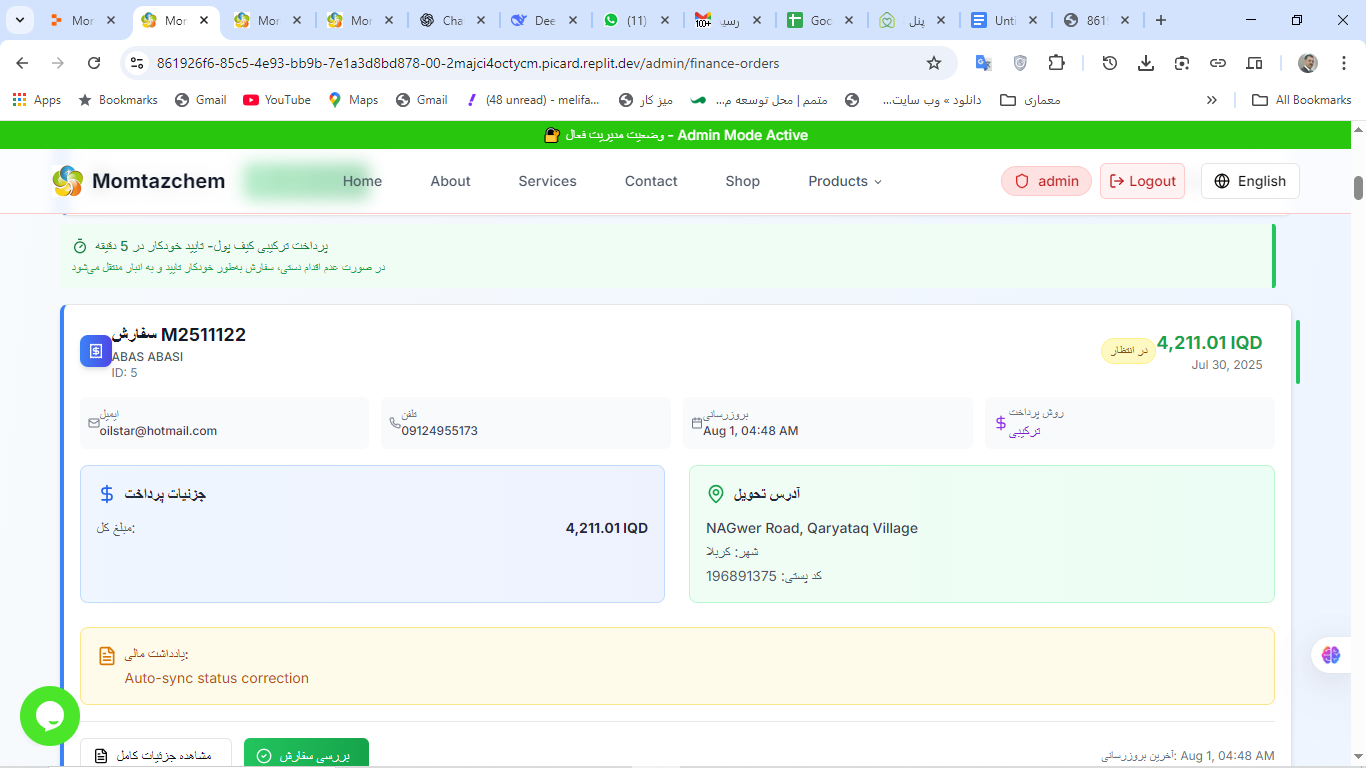 Mor
Mor
Mor
Mor
Cha
Dee
(11)
رسید
Goo
پنل
Unti
861
861926f6-85c5-4e93-bb9b-7e1a3d8bd878-00-2majci4octycm.picard.replit.dev/admin/finance-orders
Apps
Bookmarks
Gmail
YouTube
Maps
Gmail
(48 unread) - melifa...
میز کار
متمم | محل توسعه م...
دانلود » وب سایت...
معماری
»
All Bookmarks
وضعیت مدیریت فعال - Admin Mode Active
Momtazchem
Home
About
Services
Contact
Shop
Products
admin
Logout
English
پرداخت ترکیبی کیف پول- تایید خودکار در 5 دقیقه
در صورت عدم اقدام دستی، سفارش به‌طور خودکار تایید و به انبار منتقل می‌شود
سفارش M2511122
ABAS ABASI
ID: 5
در انتظار
4,211.01 IQD
Jul 30, 2025
ایمیل
oilstar@hotmail.com
تلفن
09124955173
بروزرسانی
Aug 1, 04:48 AM
روش پرداخت
ترکیبی
جزئیات پرداخت
مبلغ کل:
4,211.01 IQD
آدرس تحویل
NAGwer Road, Qaryataq Village
شهر: کربلا
کد پستی: 196891375
یادداشت مالی:
Auto-sync status correction
مشاهده جزئیات کامل
بررسی سفارش
آخرین بروزرسانی: Aug 1, 04:48 AM